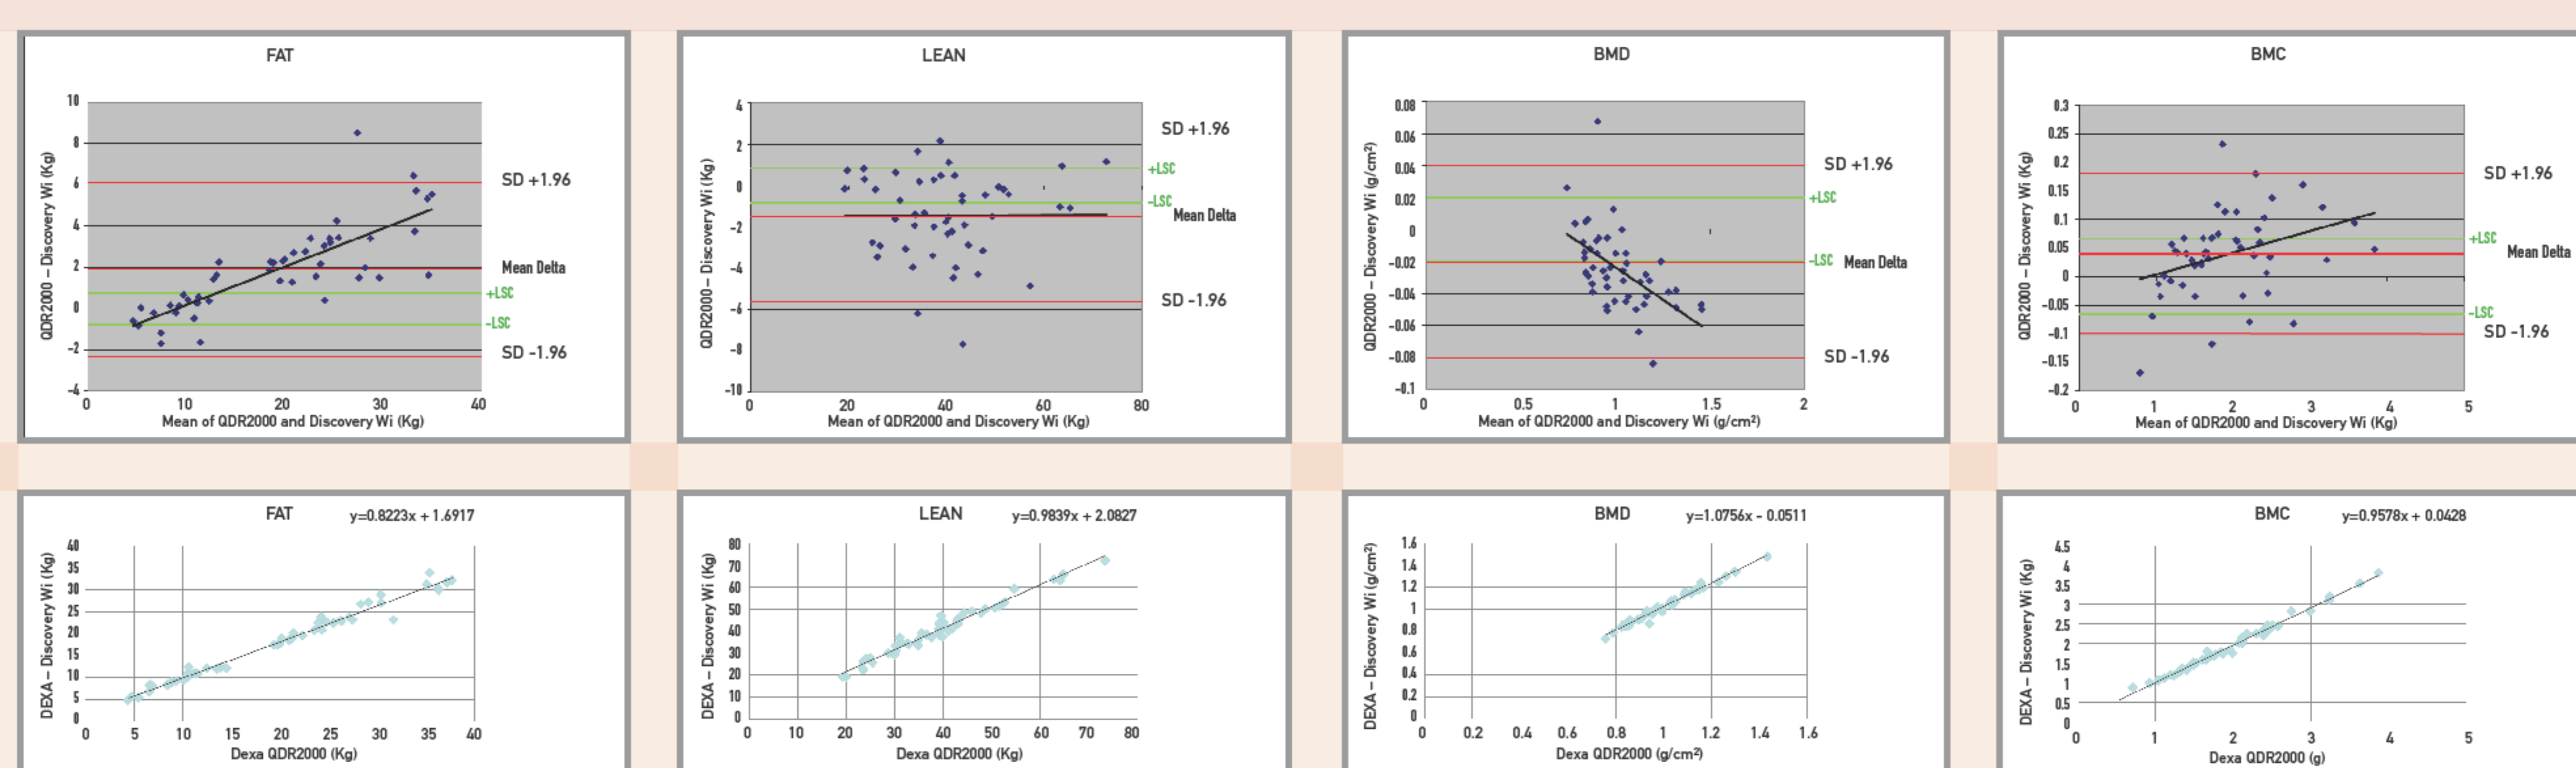 FAT
QDR2000 – Discovery Wi (Kg)
10
8
6
4
2
0
-2
-4
0 10 20 30 40
Mean of QDR2000 and Discovery Wi (Kg)
SD +1.96
Mean Delta
+LSC
-LSC
SD -1.96
LEAN
QDR2000 – Discovery Wi (Kg)
4
2
0
-2
-4
-6
-8
-10
0 20 40 60 80
Mean of QDR2000 and Discovery Wi (Kg)
SD +1.96
+LSC
-LSC
Mean Delta
SD -1.96
BMD
QDR2000 – Discovery Wi (g/cm²)
0.08
0.06
0.04
0.02
0
-0.02
-0.04
-0.06
-0.08
-0.1
0 0.5 1 1.5 2
Mean of QDR2000 and Discovery Wi (g/cm²)
SD +1.96
+LSC
-LSC Mean Delta
SD -1.96
BMC
QDR2000 – Discovery Wi (Kg)
0.3
0.25
0.2
0.15
0.1
0.05
0
-0.05
-0.1
-0.15
-0.2
0 1 2 3 4 5
Mean of QDR2000 and Discovery Wi (Kg)
SD +1.96
+LSC
Mean Delta
-LSC
SD -1.96
FAT y=0.8223x + 1.6917
DEXA – Discovery Wi (Kg)
40
35
30
25
20
15
10
5
0
0 5 10 15 20 25 30 35 40
Dexa QDR2000 (Kg)
LEAN y=0.9839x + 2.0827
DEXA – Discovery Wi (Kg)
80
70
60
50
40
30
20
10
0
0 10 20 30 40 50 60 70 80
Dexa QDR2000 (Kg)
BMD y=1.0756x - 0.0511
DEXA – Discovery Wi (g/cm²)
1.6
1.4
1.2
1
0.8
0.6
0.4
0.2
0
0 0.2 0.4 0.6 0.8 1 1.2 1.4 1.6
Dexa QDR2000 (g/cm²)
BMC y=0.9578x + 0.0428
DEXA – Discovery Wi (Kg)
4.5
4
3.5
3
2.5
2
1.5
1
0.5
0
0 1 2 3 4 5
Dexa QDR2000 (g)